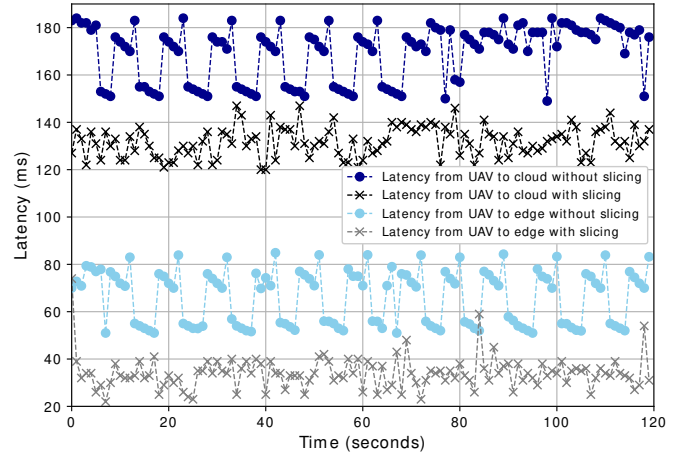 180
160
140
120
100
80
60
40
20
Latency (ms)
Latency from UAV to cloud without slicing
Latency from UAV to cloud with slicing
Latency from UAV to edge without slicing
Latency from UAV to edge with slicing
0 20 40 60 80 100 120
Time (seconds)